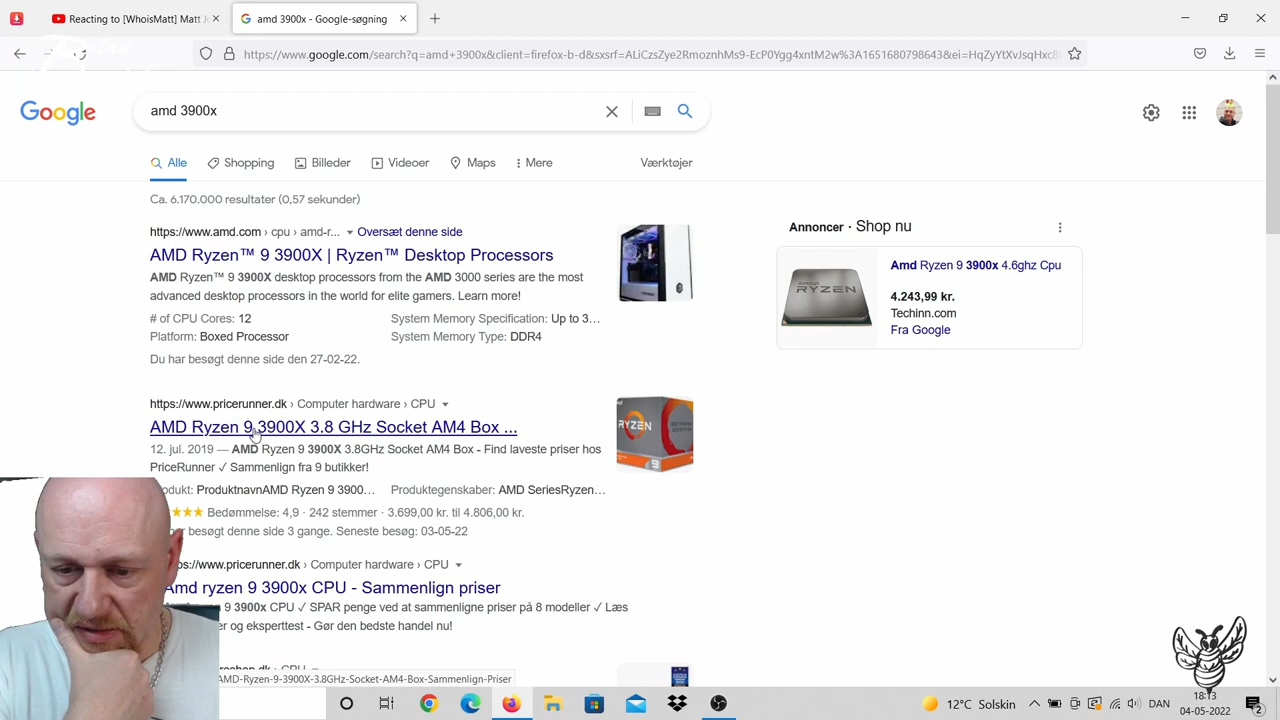 Reacting to [WhoisMatt] Matt J
amd 3900x - Google-søgning
https://www.google.com/search?q=amd+3900x&client=firefox-b-d&sxsrf=ALiCzsZye2RmoznhMs9-EcP0Ygg4xntM2w%3A1651680798643&ei=HqZyYtXvJsqHxc8
Google
amd 3900x
Alle
Shopping
Billeder
Videoer
Maps
Mere
Værktøjer
Ca. 6.170.000 resultater (0,57 sekunder)
https://www.amd.com › cpu › amd-r... Oversæt denne side
AMD Ryzen™ 9 3900X | Ryzen™ Desktop Processors
AMD Ryzen™ 9 3900X desktop processors from the AMD 3000 series are the most
advanced desktop processors in the world for elite gamers. Learn more!
# of CPU Cores: 12
System Memory Specification: Up to 3...
Platform: Boxed Processor
System Memory Type: DDR4
Du har besøgt denne side den 27-02-22.
https://www.pricerunner.dk › Computer hardware › CPU
AMD Ryzen 9 3900X 3.8 GHz Socket AM4 Box ...
12. jul. 2019 — AMD Ryzen 9 3900X 3.8GHz Socket AM4 Box - Find laveste priser hos
PriceRunner ✓ Sammenlign fra 9 butikker!
odukt: ProduktnavnAMD Ryzen 9 3900...
Produktegenskaber: AMD SeriesRyzen...
Bedømmelse: 4,9 · 242 stemmer · 3.699,00 kr. til 4.806,00 kr.
besøgt denne side 3 gange. Seneste besøg: 03-05-22
www.pricerunner.dk › Computer hardware › CPU
Amd ryzen 9 3900x CPU - Sammenlign priser
9 3900x CPU ✓ SPAR penge ved at sammenligne priser på 8 modeller ✓ Læs
er og eksperttest - Gør den bedste handel nu!
AMD-Ryzen-9-3900X-3.8GHz-Socket-AM4-Box-Sammenlign-Priser
Annoncer · Shop nu
Amd Ryzen 9 3900x 4.6ghz Cpu
4.243,99 kr.
Techinn.com
Fra Google
RYZEN
RYZEN
9
12°C Solskin
DAN
18:13
04-05-2022
2